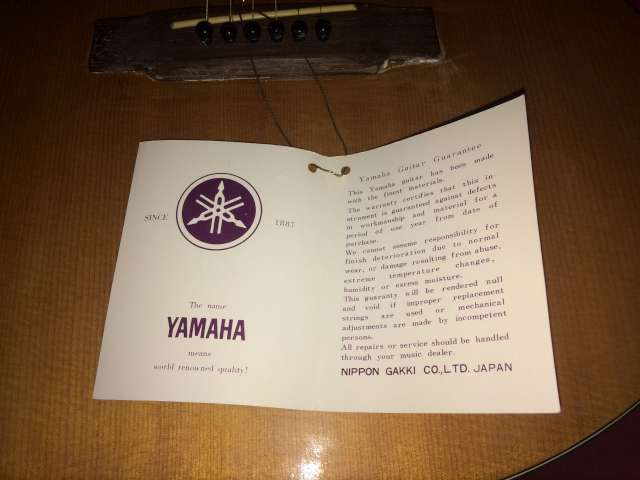 SINCE 1887
The name
YAMAHA
means
world renowned quality!
Yamaha Guitar Guarantee
This Yamaha guitar has been made
with the finest materials.
The warranty certifies that this in-
strument is guaranteed against defects
in workmanship and material for a
period of one year from date of
purchase.
We cannot assume responsibility for
finish deterioration due to normal
wear, or damage resulting from abuse,
extreme temperature changes,
humidity or excess moisture.
This guaranty will be rendered null
and void if improper replacement
strings are used or mechanical
adjustments are made by incompetent
persons.
All repairs or service should be handled
through your music dealer.
NIPPON GAKKI CO.,LTD. JAPAN